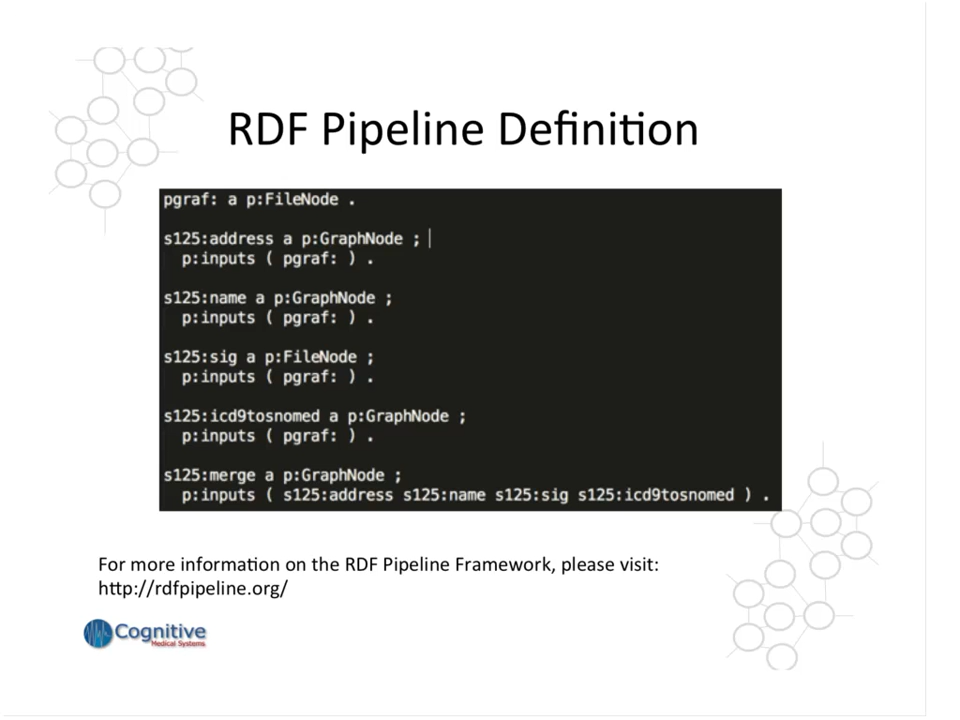 RDF Pipeline Definition
pgraf: a p:FileNode .
s125:address a p:GraphNode ;
p:inputs ( pgraf: ) .
s125:name a p:GraphNode ;
p:inputs ( pgraf: ) .
s125:sig a p:FileNode ;
p:inputs ( pgraf: ) .
s125:icd9tosnomed a p:GraphNode ;
p:inputs ( pgraf: ) .
s125:merge a p:GraphNode ;
p:inputs ( s125:address s125:name s125:sig s125:icd9tosnomed ) .
For more information on the RDF Pipeline Framework, please visit:
http://rdfpipeline.org/
Cognitive
Medical Systems